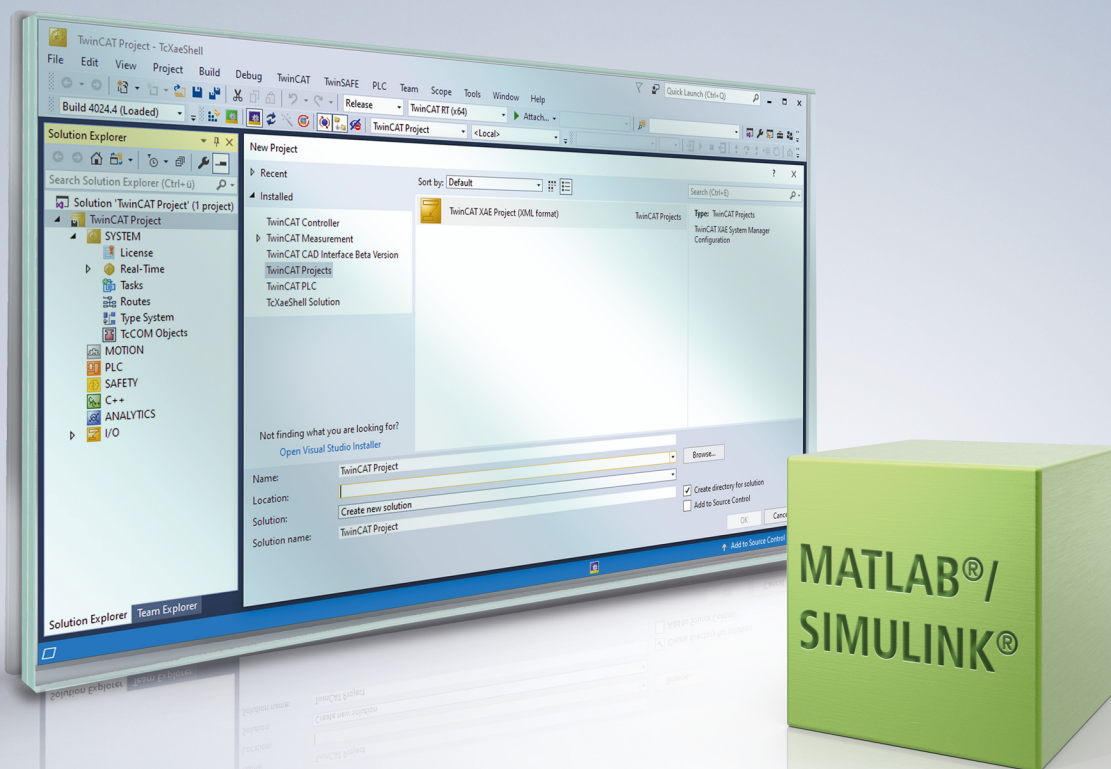 TwinCAT Project - TcXaeShell
File Edit View Project Build Debug TwinCAT TwinSAFE PLC Team Scope Tools Window Help
Quick Launch (Ctrl+Q)
Release
TwinCAT RT (x64)
Attach...
Build 4024.4 (Loaded)
TwinCAT Project
<Local>
Solution Explorer
Search Solution Explorer (Ctrl+ü)
Solution 'TwinCAT Project' (1 project)
TwinCAT Project
SYSTEM
License
Real-Time
Tasks
Routes
Type System
TcCOM Objects
MOTION
PLC
SAFETY
C++
ANALYTICS
I/O
Solution Explorer
Team Explorer
New Project
?
Recent
Installed
TwinCAT Controller
TwinCAT Measurement
TwinCAT CAD Interface Beta Version
TwinCAT Projects
TwinCAT PLC
TcXaeShell Solution
Not finding what you are looking for?
Open Visual Studio Installer
Sort by: Default
TwinCAT XAE Project (XML format)
TwinCAT Projects
Search (Ctrl+E)
Type: TwinCAT Projects
TwinCAT XAE System Manager
Configuration
Name:
TwinCAT Project
Location:
Browse...
Solution:
Create new solution
Solution name:
TwinCAT Project
Create directory for solution
Add to Source Control
OK
Cance
Add to Source Control
MATLAB®/
SIMULINK®